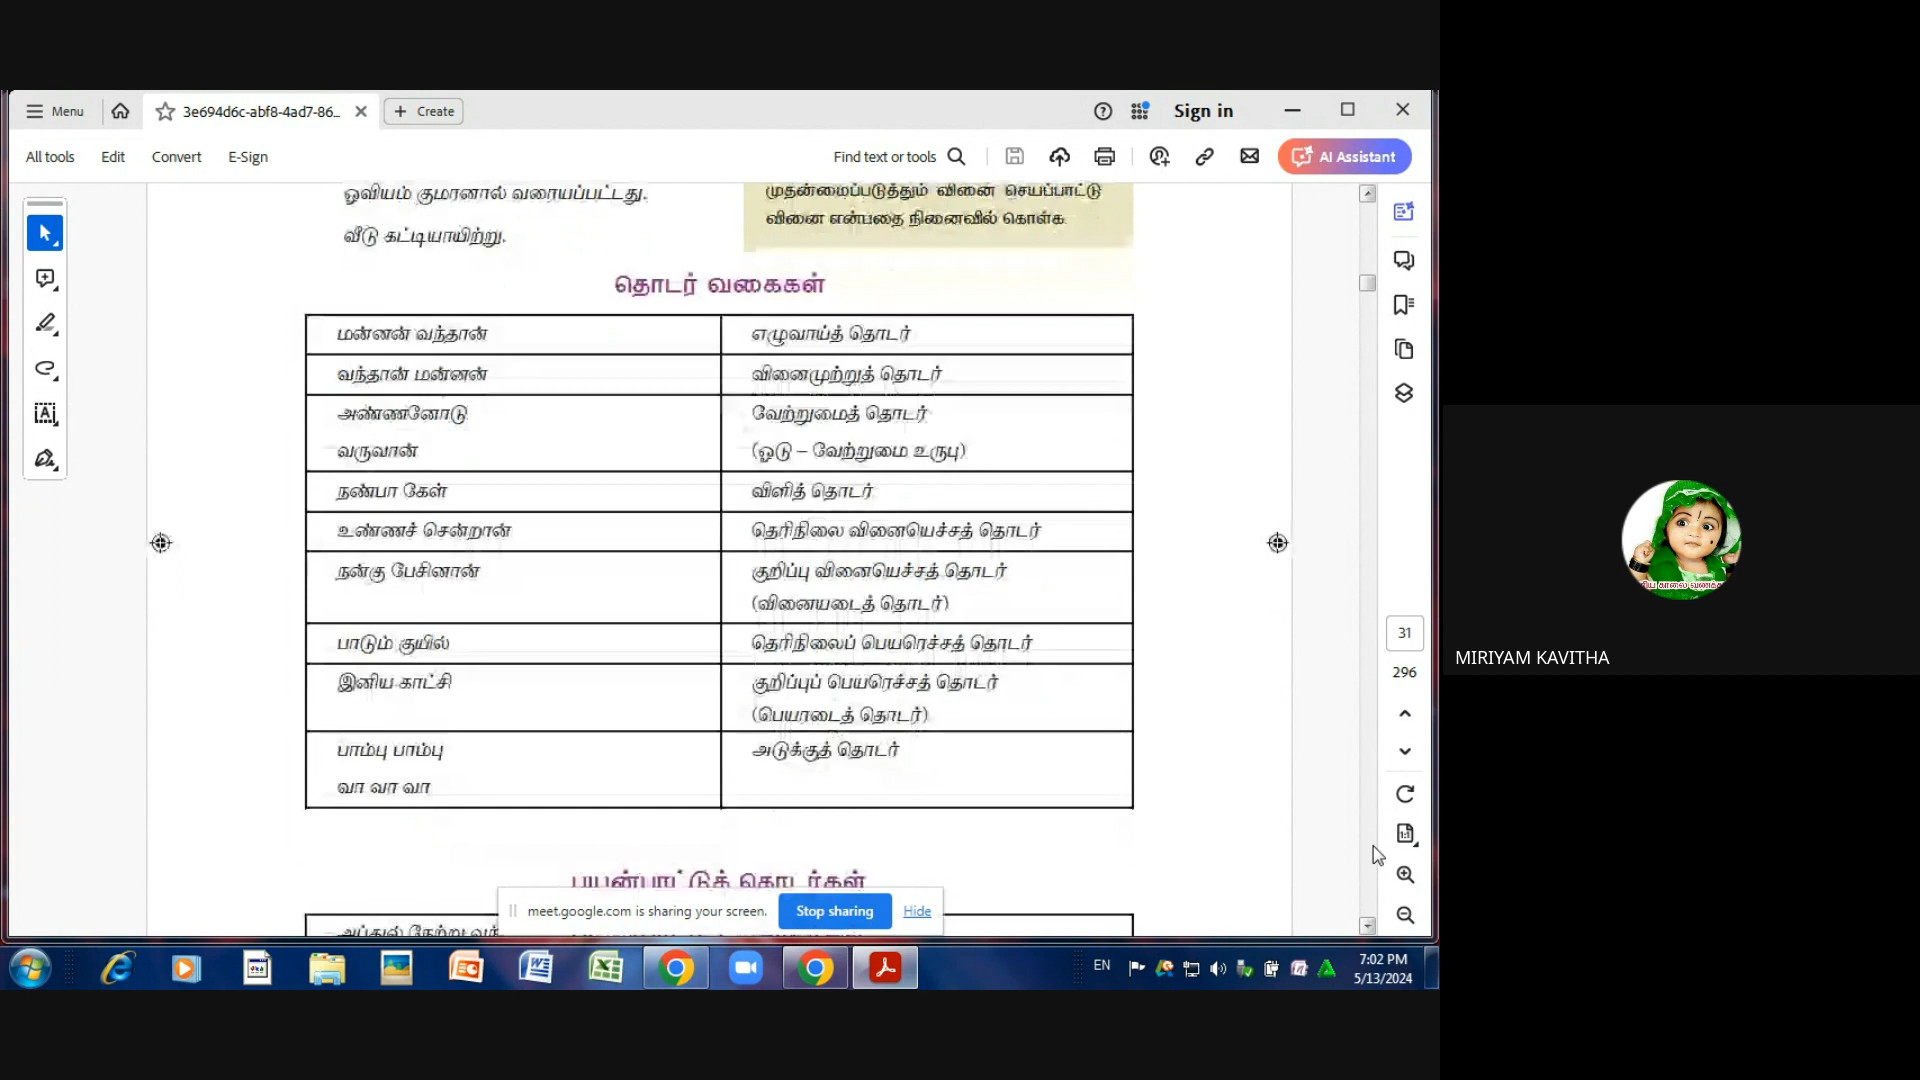 Menu
3e694d6c-abf8-4ad7-86...
Create
Sign in
All tools
Edit
Convert
E-Sign
Find text or tools
AI Assistant
ஓவியம் குமரனால் வரையப்பட்டது.
வீடு கட்டியாயிற்று.
முதன்மைப்படுத்தும் வினை செயப்பாட்டு
வினை என்பதை நினைவில் கொள்க.
தொடர் வகைகள்
மன்னன் வந்தான்
எழுவாய்த் தொடர்
வந்தான் மன்னன்
வினைமுற்றுத் தொடர்
அண்ணனோடு
வருவான்
வேற்றுமைத் தொடர்
(ஓடு – வேற்றுமை உருபு)
நண்பா கேள்
விளித் தொடர்
உண்ணச் சென்றான்
தெரிநிலை வினையெச்சத் தொடர்
நன்கு பேசினான்
குறிப்பு வினையெச்சத் தொடர்
(வினையடைத் தொடர்)
பாடும் குயில்
தெரிநிலைப் பெயரெச்சத் தொடர்
இனிய காட்சி
குறிப்புப் பெயரெச்சத் தொடர்
(பெயரடைத் தொடர்)
பாம்பு பாம்பு
வா வா வா
அடுக்குத் தொடர்
பயன்பாட்டுத் தொடர்கள்
அப்துல் நேற்று
meet.google.com is sharing your screen.
Stop sharing
Hide
31
296
EN
7:02 PM
5/13/2024
MIRIYAM KAVITHA